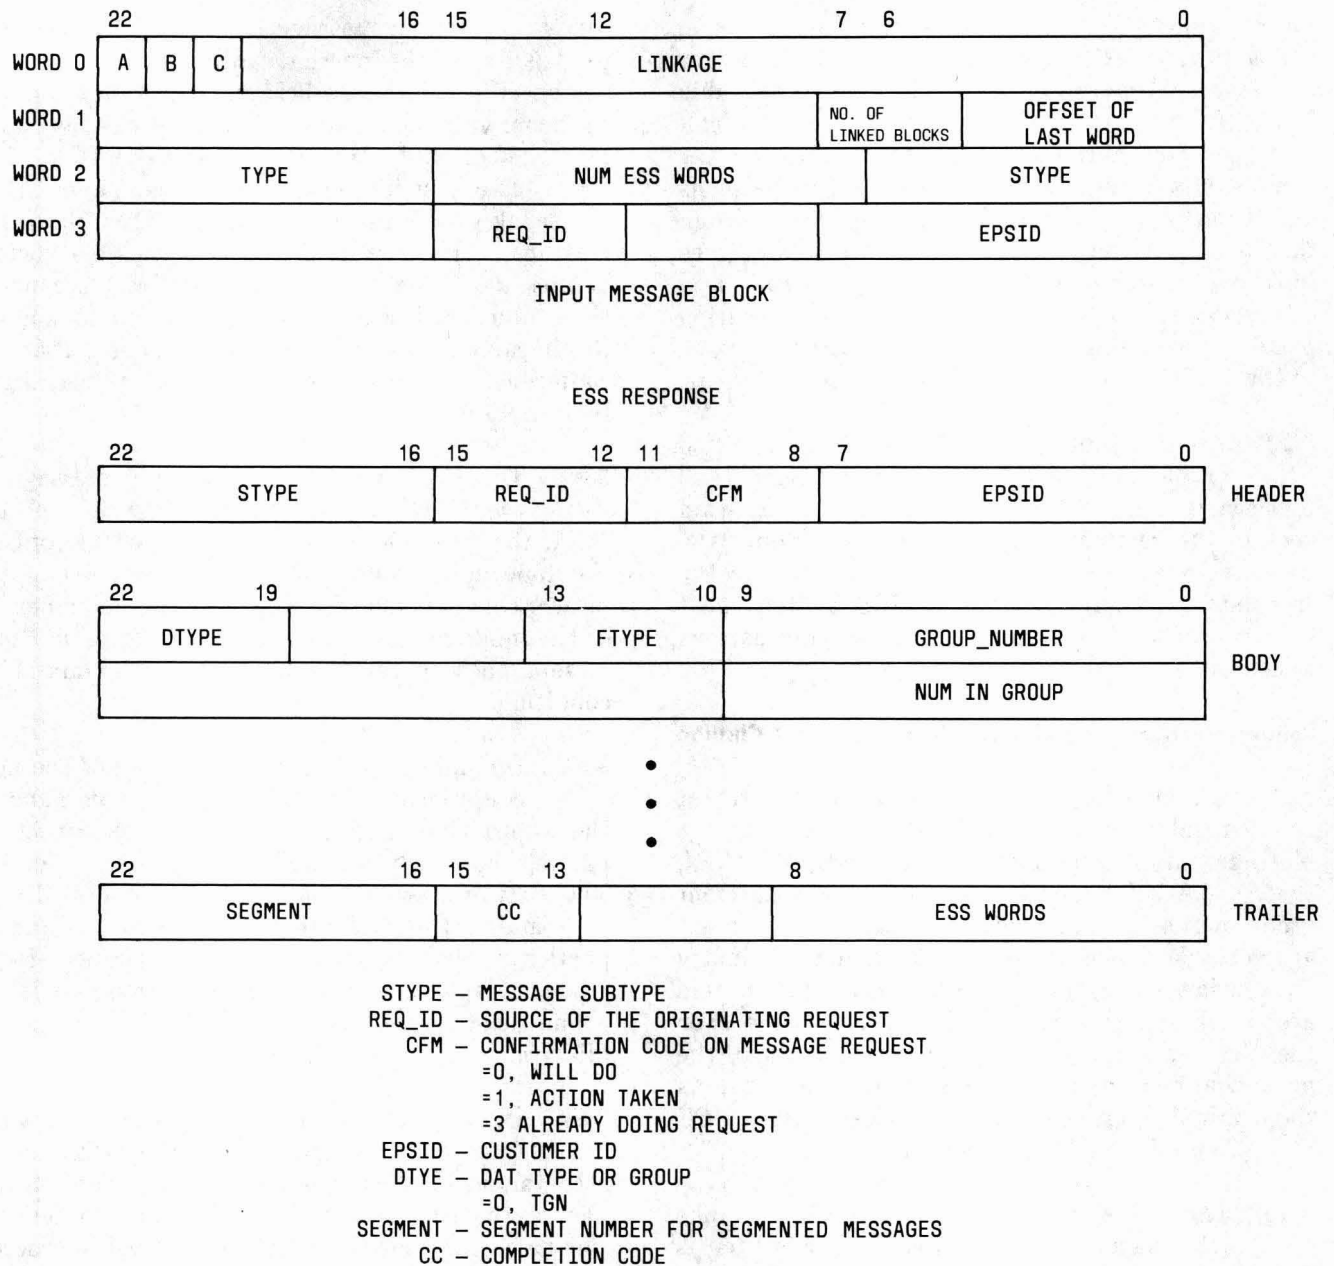 22 16 15 12 7 6 0
WORD 0 A B C LINKAGE
WORD 1 NO. OF LINKED BLOCKS OFFSET OF LAST WORD
WORD 2 TYPE NUM ESS WORDS STYPE
WORD 3 REQ_ID EPSID
INPUT MESSAGE BLOCK
ESS RESPONSE
22 16 15 12 11 8 7 0
STYPE REQ_ID CFM EPSID HEADER
22 19 13 10 9 0
DTYPE FTYPE GROUP_NUMBER
BODY
NUM IN GROUP
22 16 15 13 8 0
SEGMENT CC ESS WORDS TRAILER
STYPE – MESSAGE SUBTYPE
REQ_ID – SOURCE OF THE ORIGINATING REQUEST
CFM – CONFIRMATION CODE ON MESSAGE REQUEST
=0, WILL DO
=1, ACTION TAKEN
=3 ALREADY DOING REQUEST
EPSID – CUSTOMER ID
DTYE – DAT TYPE OR GROUP
=0, TGN
SEGMENT – SEGMENT NUMBER FOR SEGMENTED MESSAGES
CC – COMPLETION CODE